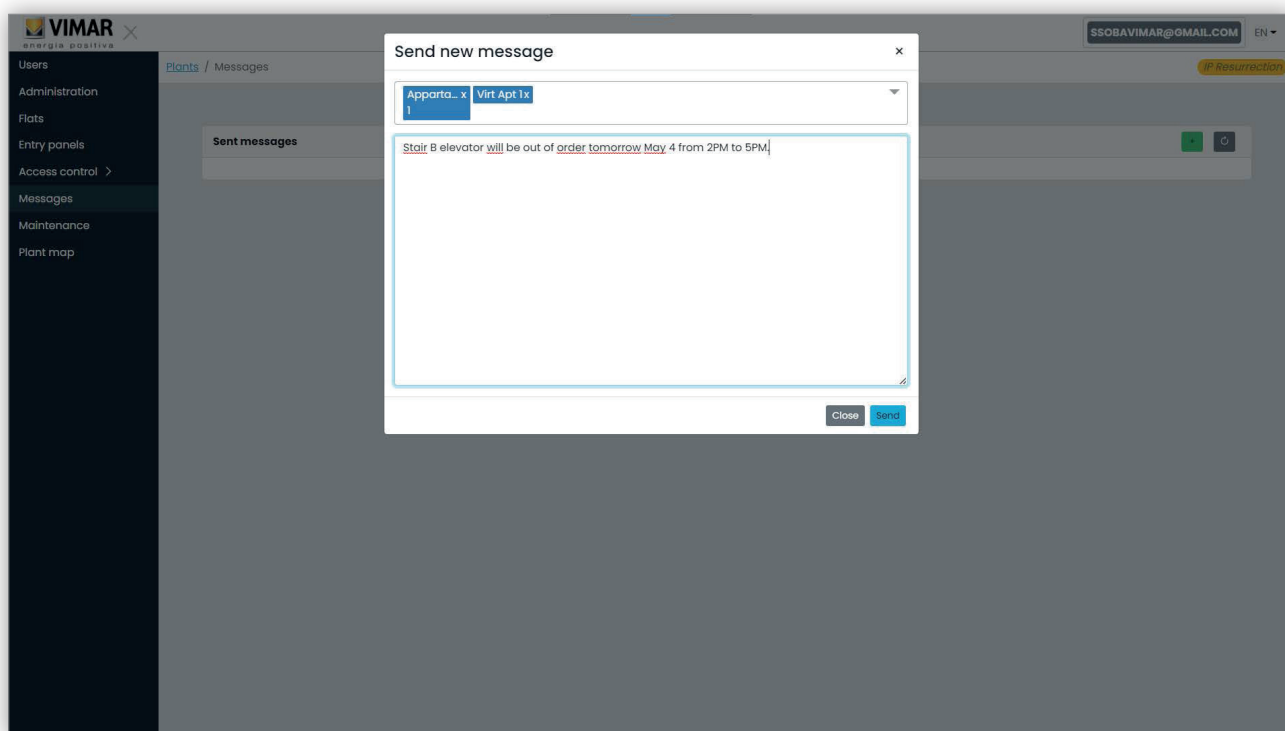 VIMAR
energia positiva
SSOBAVIMAR@GMAIL.COM
EN
Users
Administration
Flats
Entry panels
Access control >
Messages
Maintenance
Plant map
Plants / Messages
IP Resurrection
Sent messages
Send new message
×
Apparta... x
1
Virt Apt 1x
Stair B elevator will be out of order tomorrow May 4 from 2PM to 5PM.
Close
Send